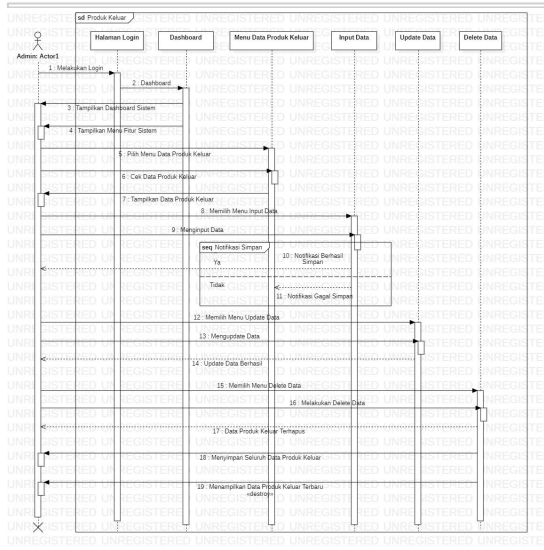 sd Produk Keluar
Halaman Login
Dashboard
Menu Data Produk Keluar
Input Data
Update Data
Delete Data
Admin: Actor1
1 : Melakukan Login
2 : Dashboard
3 : Tampilkan Dashboard Sistem
4 : Tampilkan Menu Fitur Sistem
5 : Pilih Menu Data Produk Keluar
6 : Cek Data Produk Keluar
7 : Tampilkan Data Produk Keluar
8 : Memilih Menu Input Data
9 : Menginput Data
seq Notifikasi Simpan
10 : Notifikasi Berhasil
Simpan
Ya
Tidak
11 : Notifikasi Gagal Simpan
12 : Memilih Menu Update Data
13 : Mengupdate Data
14 : Update Data Berhasil
15 : Memilih Menu Delete Data
16 : Melakukan Delete Data
17 : Data Produk Keluar Terhapus
18 : Menyimpan Seluruh Data Produk Keluar
19 : Menampilkan Data Produk Keluar Terbaru
«destroy»
UNREGISTERED